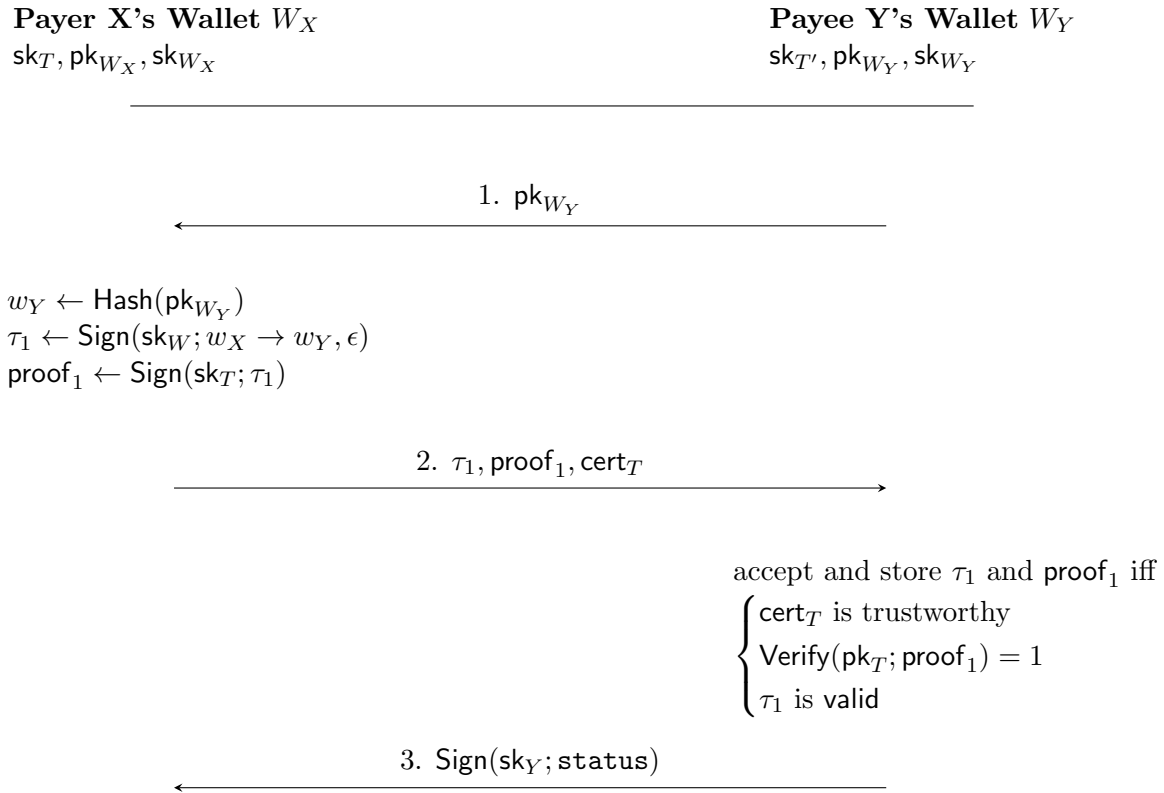 Payer X's Wallet W_X
Payee Y's Wallet W_Y
sk_T, pk_{W_X}, sk_{W_X}
sk_{T'}, pk_{W_Y}, sk_{W_Y}
1. pk_{W_Y}
w_Y ← Hash(pk_{W_Y})
τ_1 ← Sign(sk_W; w_X → w_Y, ϵ)
proof_1 ← Sign(sk_T; τ_1)
2. τ_1, proof_1, cert_T
accept and store τ_1 and proof_1 iff
cert_T is trustworthy
Verify(pk_T; proof_1) = 1
τ_1 is valid
3. Sign(sk_Y; status)